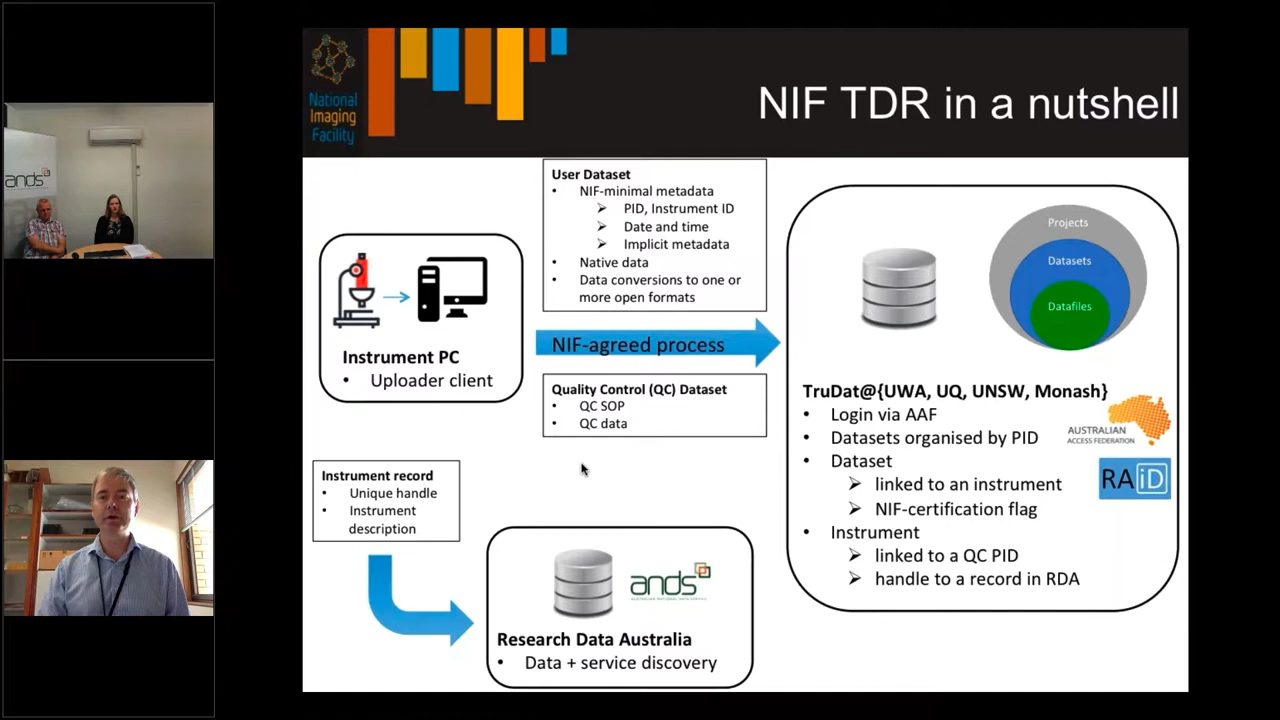 National
Imaging
Facility
NIF TDR in a nutshell
ands
User Dataset
• NIF-minimal metadata
➢ PID, Instrument ID
➢ Date and time
➢ Implicit metadata
• Native data
• Data conversions to one or
more open formats
Instrument PC
• Uploader client
NIF-agreed process
Quality Control (QC) Dataset
• QC SOP
• QC data
Instrument record
• Unique handle
• Instrument
description
ands
Research Data Australia
• Data + service discovery
Projects
Datasets
Datafiles
TruDat@{UWA, UQ, UNSW, Monash}
• Login via AAF
• Datasets organised by PID
• Dataset
➢ linked to an instrument
➢ NIF-certification flag
• Instrument
➢ linked to a QC PID
➢ handle to a record in RDA
AUSTRALIAN
ACCESS FEDERATION
RAiD